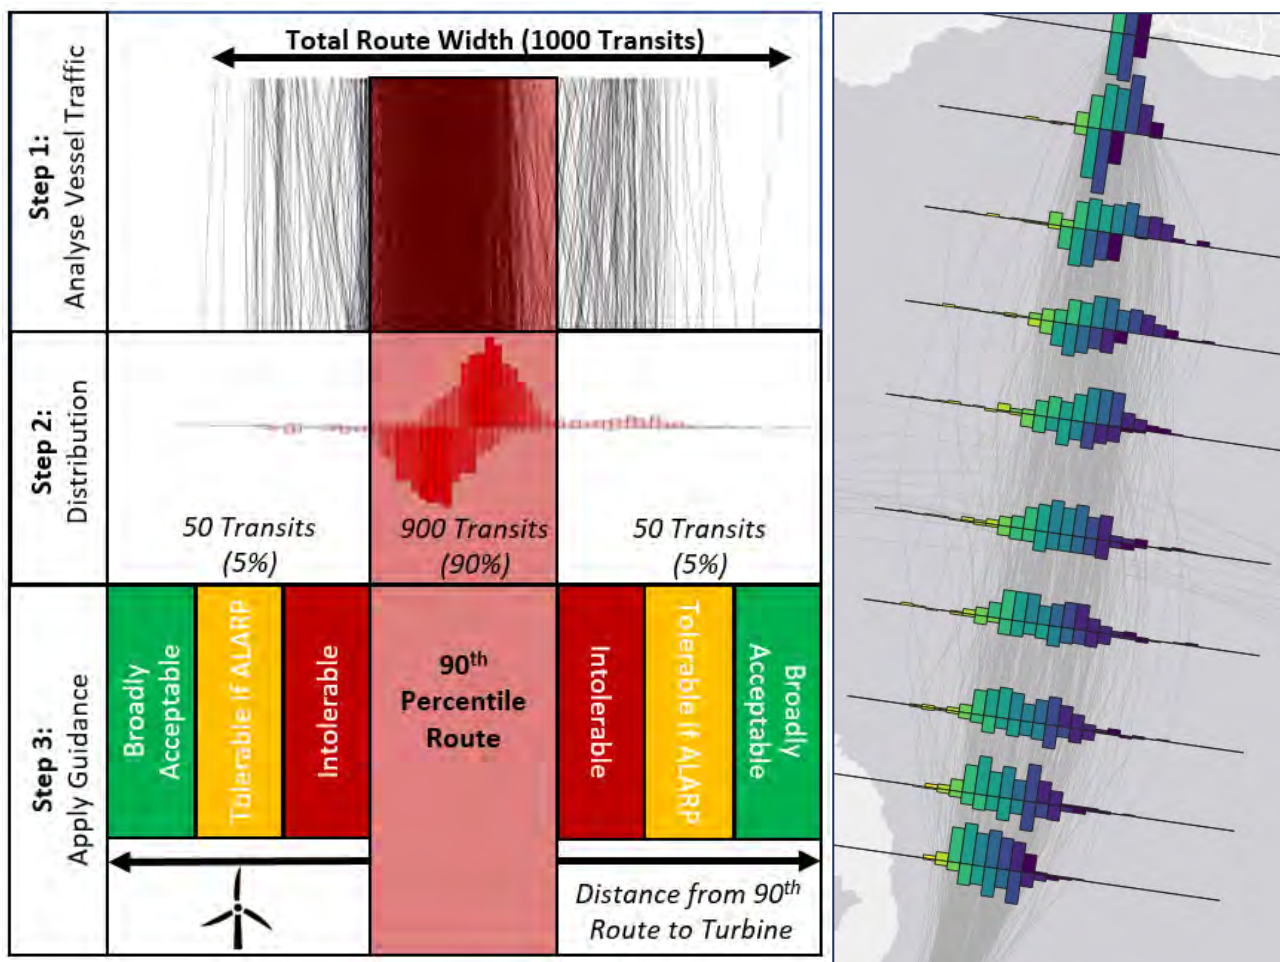 Total Route Width (1000 Transits)
Step 1:
Analyse Vessel Traffic
Step 2:
Distribution
50 Transits
(5%)
900 Transits
(90%)
50 Transits
(5%)
Step 3:
Apply Guidance
Broadly
Acceptable
Tolerable if ALARP
Intolerable
90th
Percentile
Route
Intolerable
Tolerable if ALARP
Broadly
Acceptable
Distance from 90th
Route to Turbine